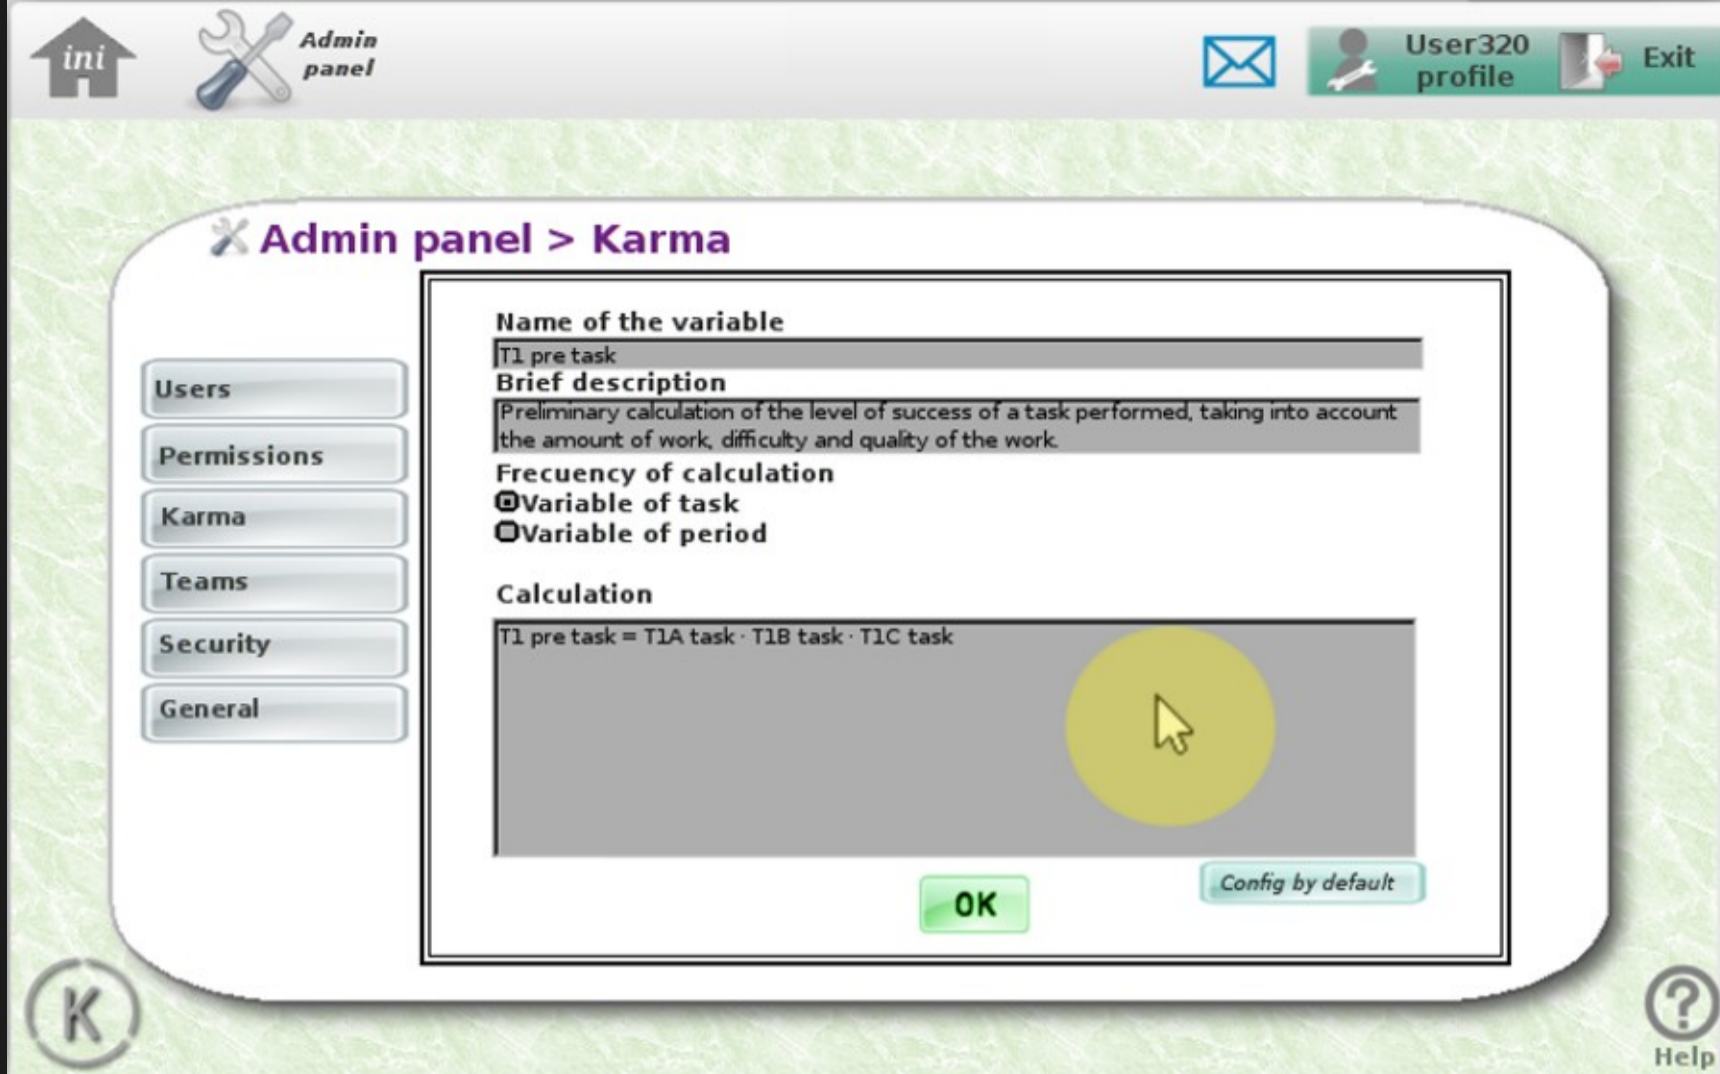 ini
Admin
panel
User320
profile
Exit
Admin panel > Karma
Users
Permissions
Karma
Teams
Security
General
Name of the variable
T1 pre task
Brief description
Preliminary calculation of the level of success of a task performed, taking into account
the amount of work, difficulty and quality of the work.
Frecuency of calculation
Variable of task
Variable of period
Calculation
T1 pre task = T1A task · T1B task · T1C task
Config by default
OK
K
?
Help